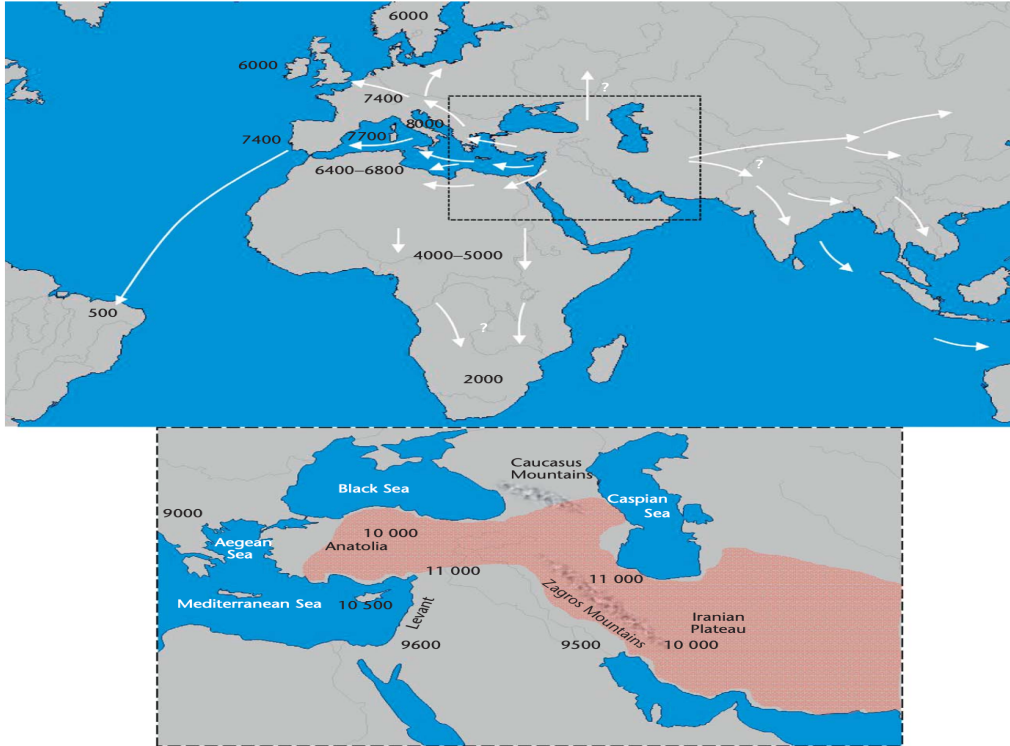 6000
6000
?
7400
8000
7700
7400
?
6400–6800
4000–5000
500
?
2000
Caucasus
Mountains
Black Sea
Caspian
Sea
9000
10 000
Aegean
Sea
Anatolia
11 000
11 000
Zagros Mountains
Mediterranean Sea
10 500
Levant
Iranian
Plateau
9600
9500
10 000